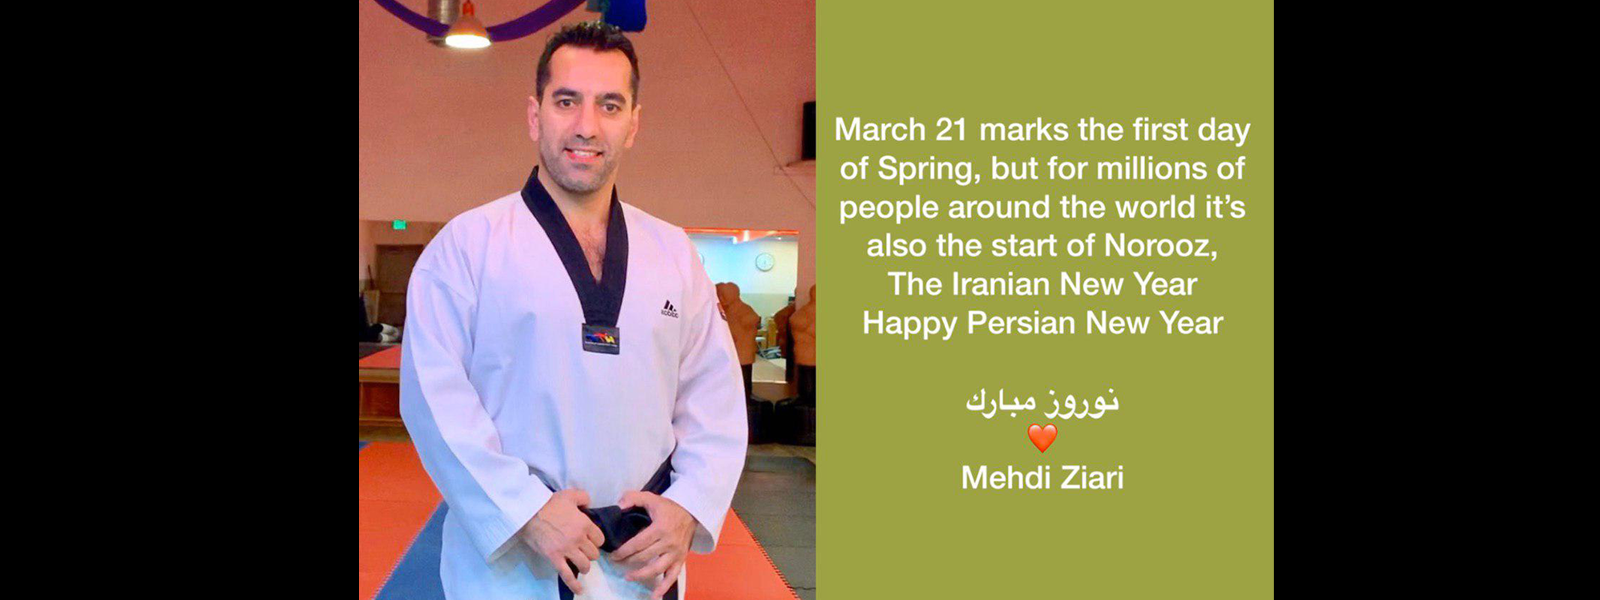 March 21 marks the first day
of Spring, but for millions of
people around the world it's
also the start of Norooz,
The Iranian New Year
Happy Persian New Year
نوروز مبارك
Mehdi Ziari